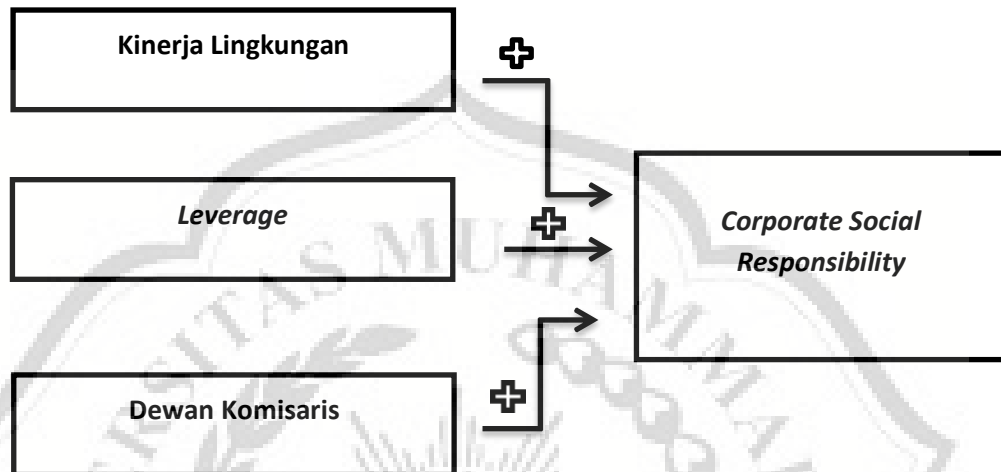 Kinerja Lingkungan
Leverage
Corporate Social
Responsibility
Dewan Komisaris